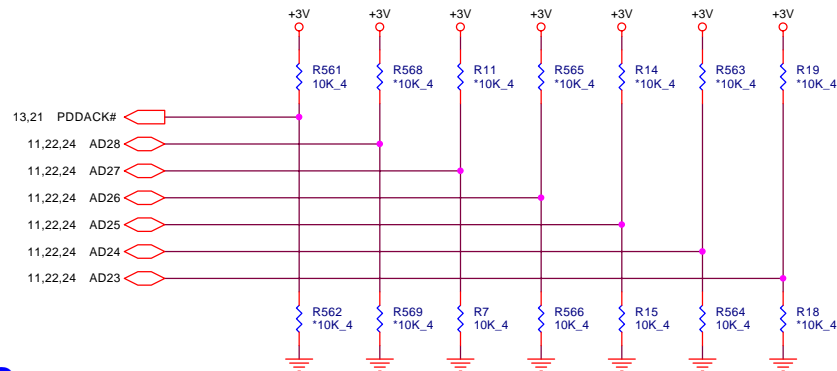 +3V +3V +3V +3V +3V +3V +3V
R561 R568 R11 R565 R14 R563 R19
10K_4 *10K_4 *10K_4 *10K_4 *10K_4 *10K_4 *10K_4
13,21 PDDACK#
11,22,24 AD28
11,22,24 AD27
11,22,24 AD26
11,22,24 AD25
11,22,24 AD24
11,22,24 AD23
R562 R569 R7 R566 R15 R564 R18
*10K_4 *10K_4 10K_4 10K_4 10K_4 10K_4 *10K_4